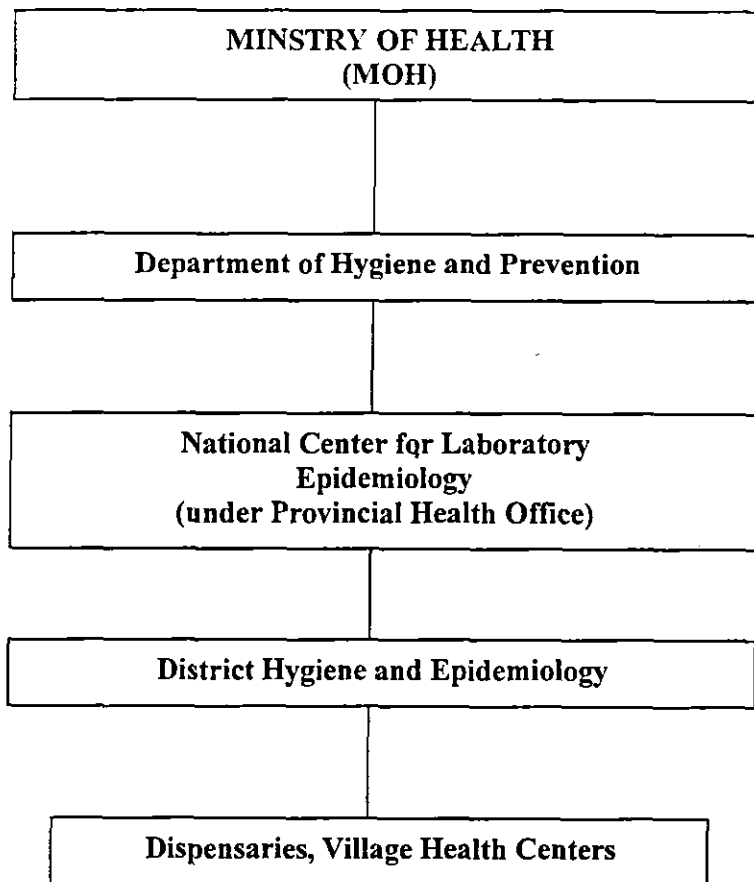 MINSTRY OF HEALTH
(MOH)
Department of Hygiene and Prevention
National Center for Laboratory
Epidemiology
(under Provincial Health Office)
District Hygiene and Epidemiology
Dispensaries, Village Health Centers